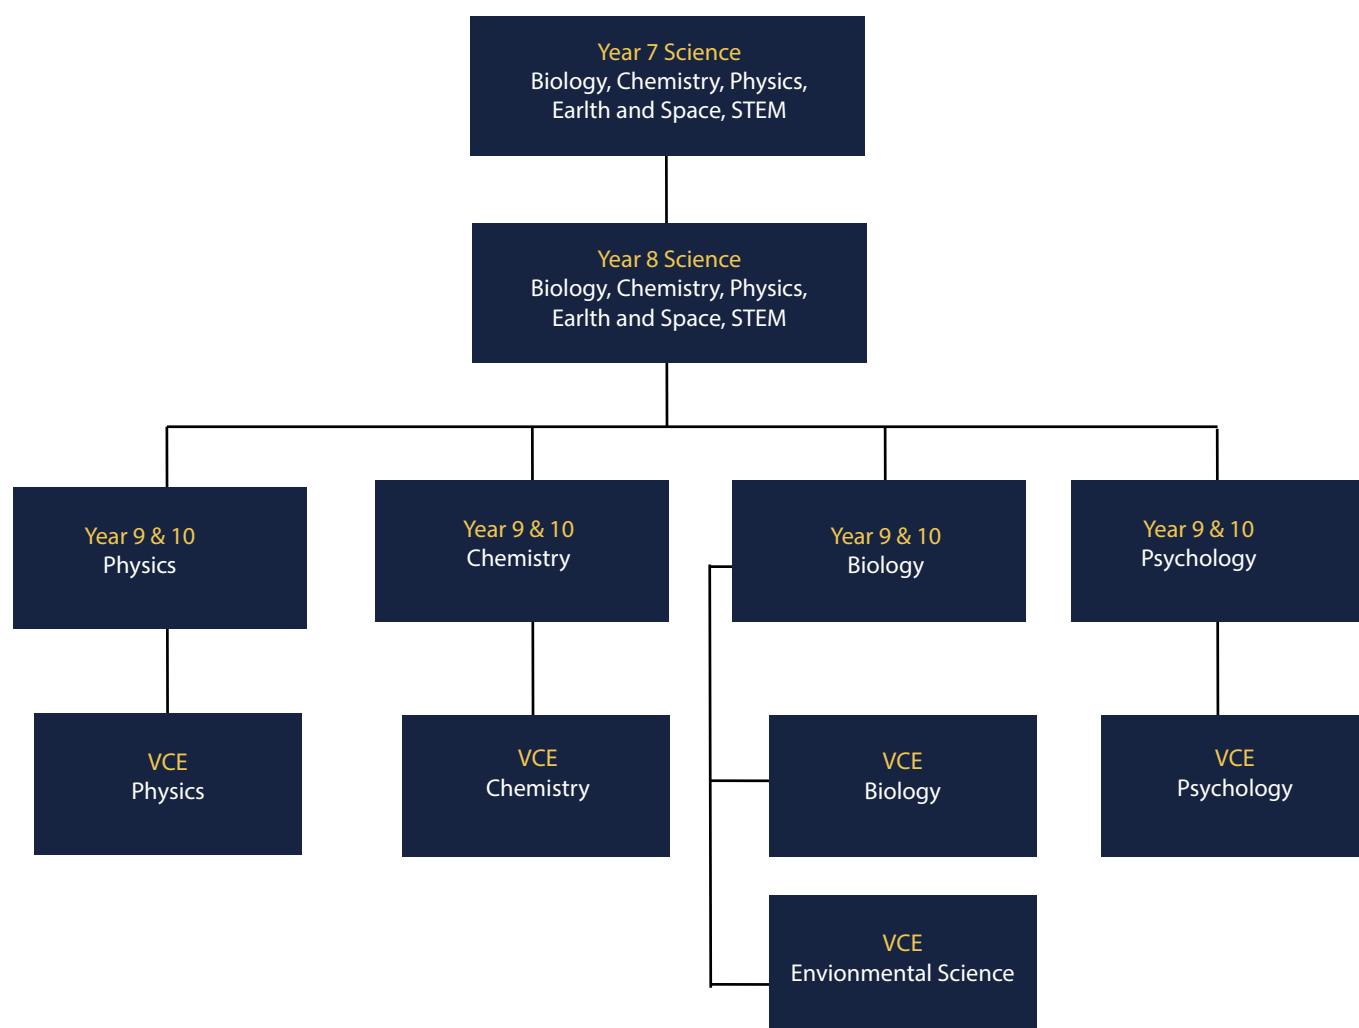 Year 7 Science
Biology, Chemistry, Physics,
Earlth and Space, STEM
Year 8 Science
Biology, Chemistry, Physics,
Earlth and Space, STEM
Year 9 & 10
Physics
Year 9 & 10
Chemistry
Year 9 & 10
Biology
Year 9 & 10
Psychology
VCE
Physics
VCE
Chemistry
VCE
Biology
VCE
Psychology
VCE
Envionmental Science